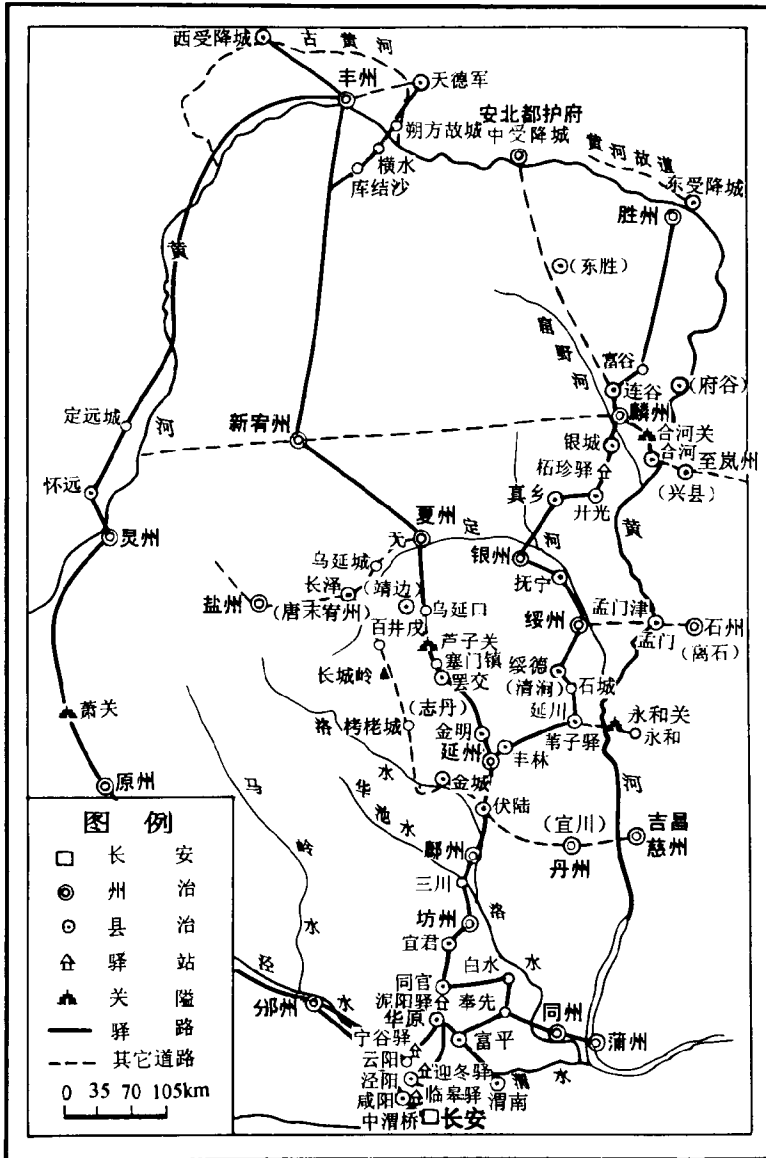 西受降城
古黄河
丰州
天德军
安北都护府
中受降城
朔方故城
横水
库结沙
黄河故道
东受降城
胜州
(东胜)
黄河
窟野河
富谷
连谷
(府谷)
麟州
合河关
合河
至岚州
(兴县)
定远城
新宥州
银城
柘珍驿
怀远
真乡
开光
灵州
夏州
无定河
黄河
乌延城
银州
抚宁
长泽
(靖边)
盐州
(唐末宥州)
乌延口
孟门津
绥州
孟门
石州
(离石)
百井戍
芦子关
塞门镇
绥德
(清涧)
石城
长城岭
罢交
萧关
(志丹)
延川
永和关
永和
洛水
栲栳城
金明
苇子驿
延州
丰林
原州
马岭水
华池水
金城
伏陆
(宜川)
吉昌
慈州
丹州
鄜州
三川
坊州
洛水
宜君
白水
同官
泥阳驿
奉先
泾水
邠州
华原
同州
宁谷驿
富平
蒲州
云阳
迎冬驿
渭水
泾阳
临皋驿
渭南
咸阳
中渭桥
长安
图例
长安
州治
县治
驿站
关隘
驿路
其它道路
0 35 70 105km